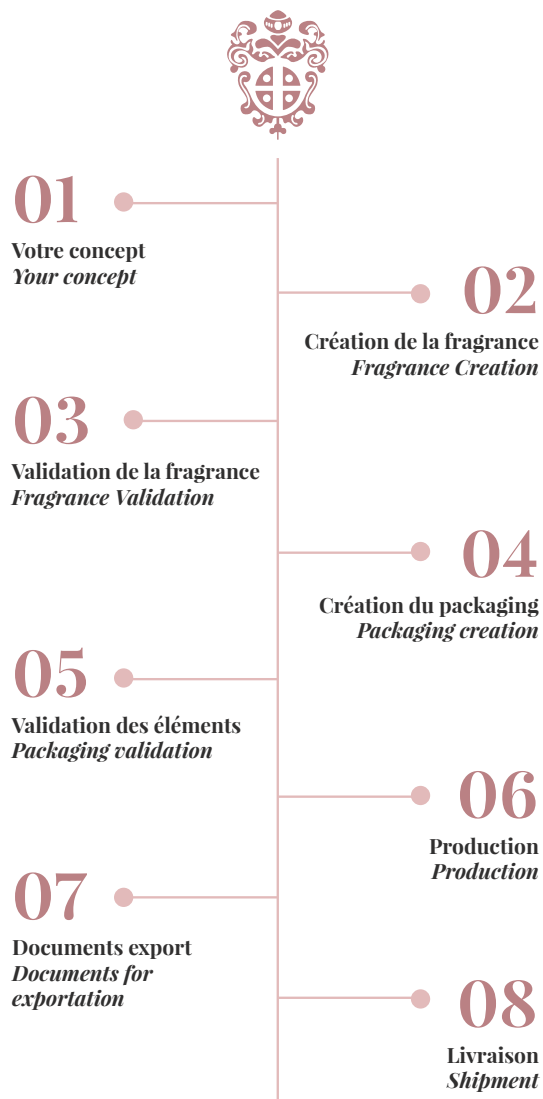 01
Votre concept
Your concept
02
Création de la fragrance
Fragrance Creation
03
Validation de la fragrance
Fragrance Validation
04
Création du packaging
Packaging creation
05
Validation des éléments
Packaging validation
06
Production
Production
07
Documents export
Documents for
exportation
08
Livraison
Shipment